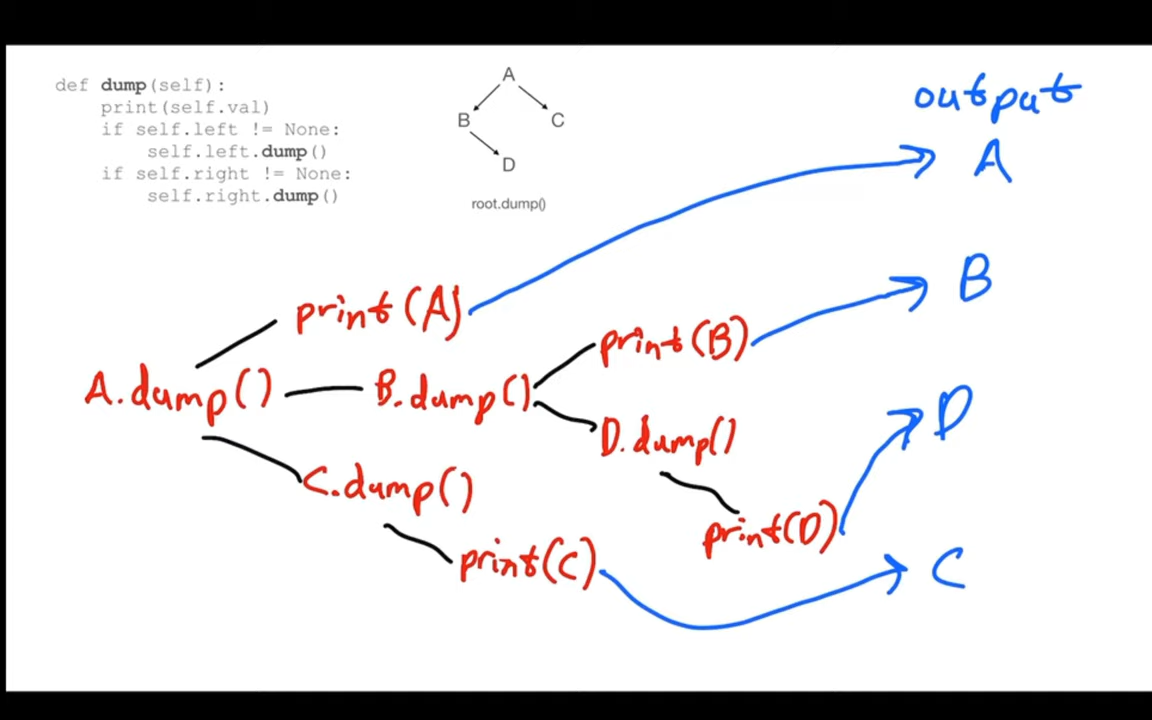 def dump(self):
    print(self.val)
    if self.left != None:
        self.left.dump()
    if self.right != None:
        self.right.dump()
A
B C
D
root.dump()
output
A
B
D
C
print(A)
A.dump()
B.dump()
print(B)
D.dump()
print(D)
C.dump()
print(C)